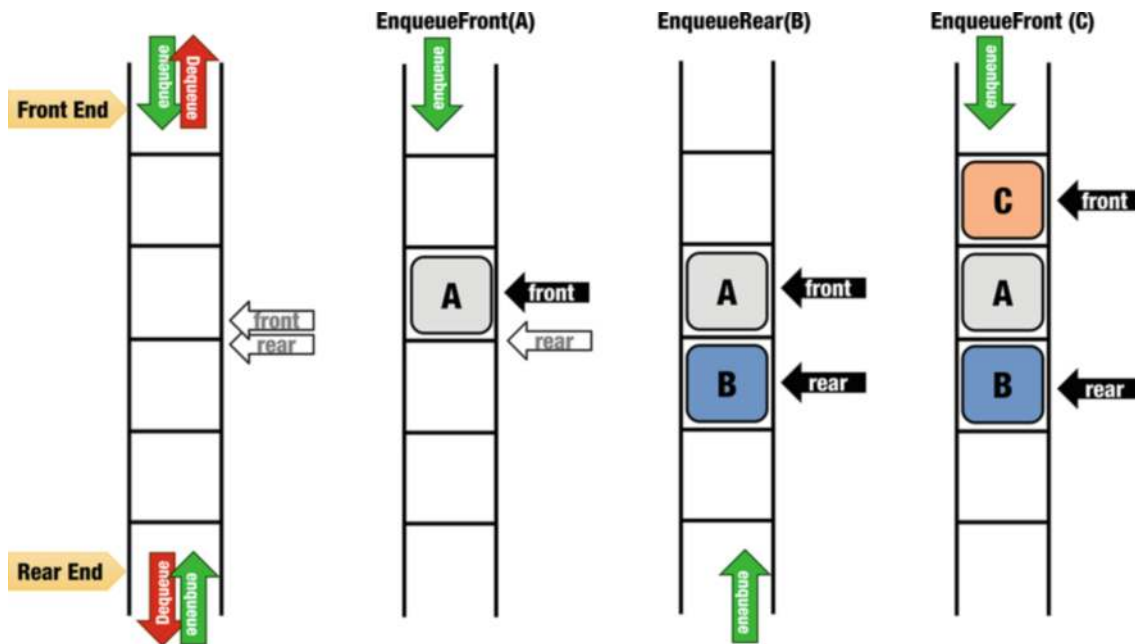 EnqueueFront(A)
EnqueueRear(B)
EnqueueFront (C)
enqueue
Dequeue
enqueue
enqueue
Front End
C
front
A
front
A
front
A
front
rear
rear
B
rear
B
rear
Rear End
Dequeue
enqueue
enqueue